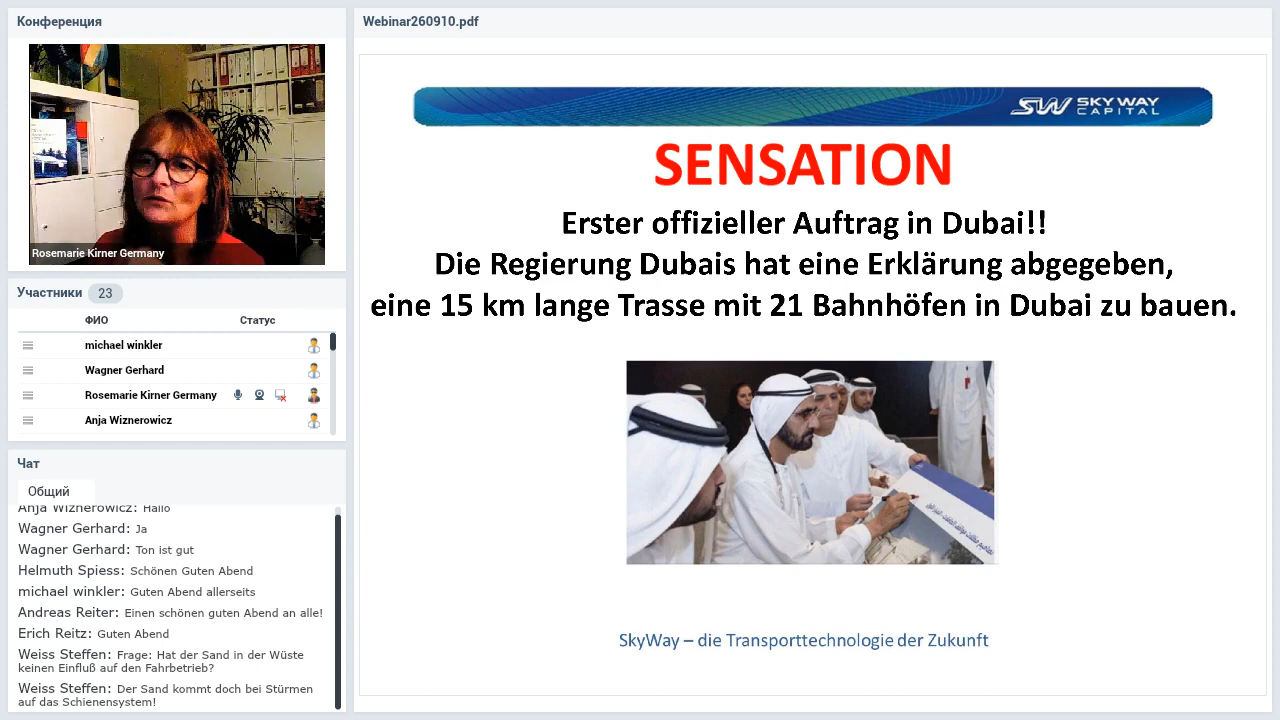 Конференция
Rosemarie Kirner Germany
Участники 23
ФИО Статус
michael winkler
Wagner Gerhard
Rosemarie Kirner Germany
Anja Wiznerowicz
Чат
Общий
Anja Wiznerowicz: Hallo
Wagner Gerhard: Ja
Wagner Gerhard: Ton ist gut
Helmuth Spiess: Schönen Guten Abend
michael winkler: Guten Abend allerseits
Andreas Reiter: Einen schönen guten Abend an alle!
Erich Reitz: Guten Abend
Weiss Steffen: Frage: Hat der Sand in der Wüste
keinen Einfluß auf den Fahrbetrieb?
Weiss Steffen: Der Sand kommt doch bei Stürmen
auf das Schienensystem!
Webinar260910.pdf
SW SKY WAY
CAPITAL
SENSATION
Erster offizieller Auftrag in Dubai!!
Die Regierung Dubais hat eine Erklärung abgegeben,
eine 15 km lange Trasse mit 21 Bahnhöfen in Dubai zu bauen.
SkyWay – die Transporttechnologie der Zukunft